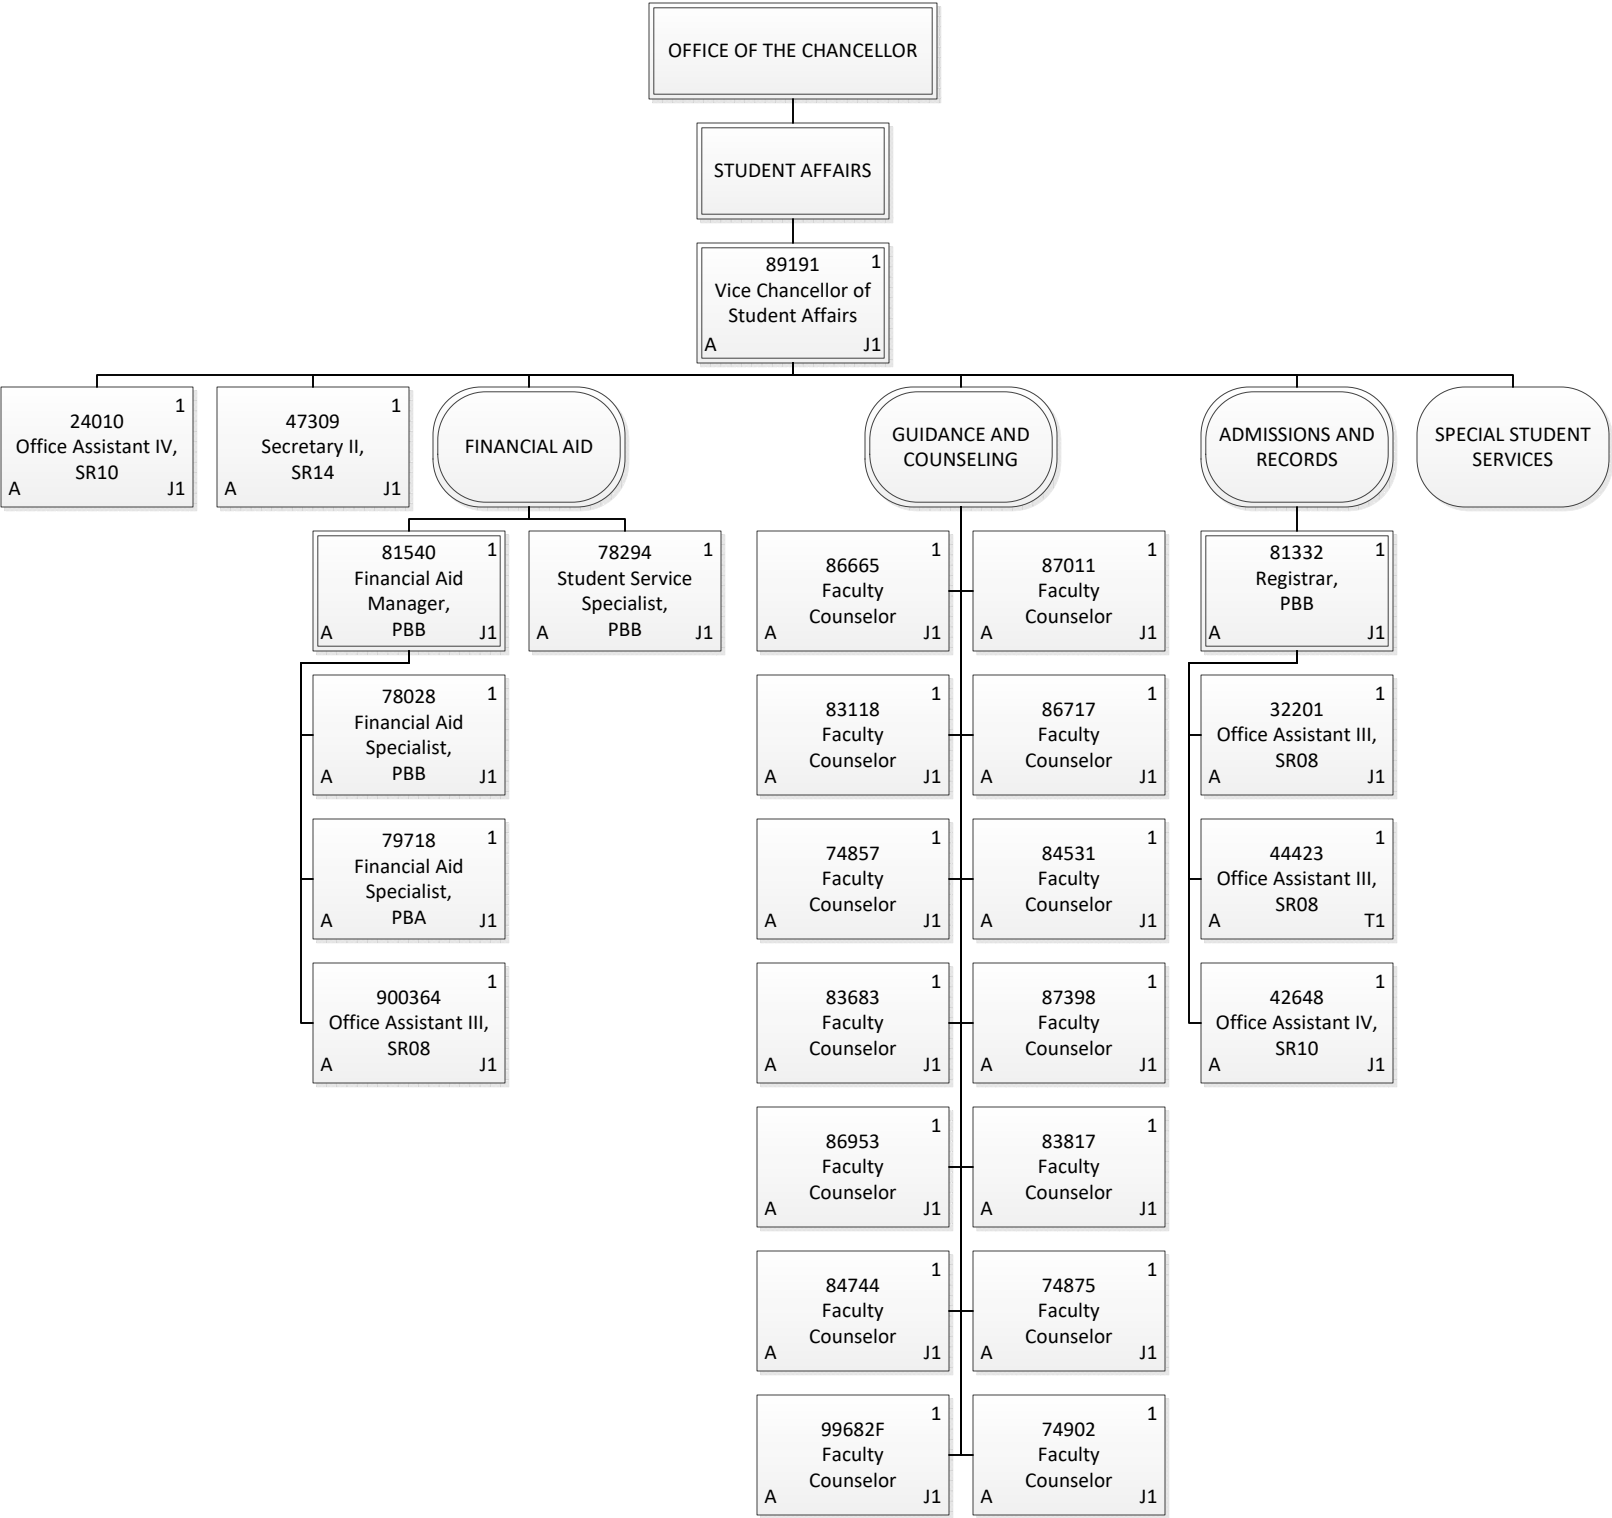 OFFICE OF THE CHANCELLOR
STUDENT AFFAIRS
89191 1
Vice Chancellor of
Student Affairs
A J1
24010 1
Office Assistant IV,
SR10
A J1
47309 1
Secretary II,
SR14
A J1
FINANCIAL AID
GUIDANCE AND
COUNSELING
ADMISSIONS AND
RECORDS
SPECIAL STUDENT
SERVICES
81540 1
Financial Aid
Manager,
PBB
A J1
78294 1
Student Service
Specialist,
PBB
A J1
78028 1
Financial Aid
Specialist,
PBB
A J1
79718 1
Financial Aid
Specialist,
PBA
A J1
900364 1
Office Assistant III,
SR08
A J1
86665 1
Faculty
Counselor
A J1
87011 1
Faculty
Counselor
A J1
83118 1
Faculty
Counselor
A J1
86717 1
Faculty
Counselor
A J1
74857 1
Faculty
Counselor
A J1
84531 1
Faculty
Counselor
A J1
83683 1
Faculty
Counselor
A J1
87398 1
Faculty
Counselor
A J1
86953 1
Faculty
Counselor
A J1
83817 1
Faculty
Counselor
A J1
84744 1
Faculty
Counselor
A J1
74875 1
Faculty
Counselor
A J1
99682F 1
Faculty
Counselor
A J1
74902 1
Faculty
Counselor
A J1
81332 1
Registrar,
PBB
A J1
32201 1
Office Assistant III,
SR08
A J1
44423 1
Office Assistant III,
SR08
A T1
42648 1
Office Assistant IV,
SR10
A J1